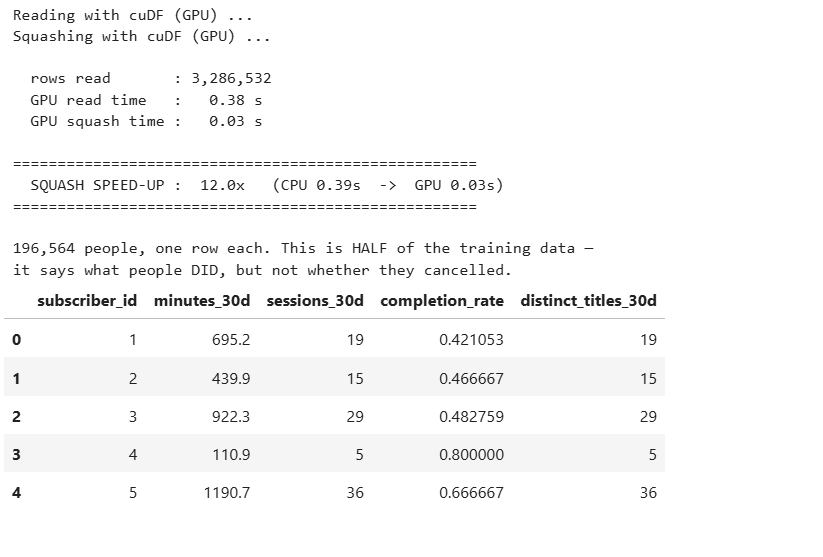 Reading with cuDF (GPU) ...
Squashing with cuDF (GPU) ...
rows read : 3,286,532
GPU read time : 0.38 s
GPU squash time : 0.03 s
====================================================
SQUASH SPEED-UP : 12.0x (CPU 0.39s -> GPU 0.03s)
====================================================
196,564 people, one row each. This is HALF of the training data —
it says what people DID, but not whether they cancelled.
subscriber_id minutes_30d sessions_30d completion_rate distinct_titles_30d
0 1 695.2 19 0.421053 19
1 2 439.9 15 0.466667 15
2 3 922.3 29 0.482759 29
3 4 110.9 5 0.800000 5
4 5 1190.7 36 0.666667 36